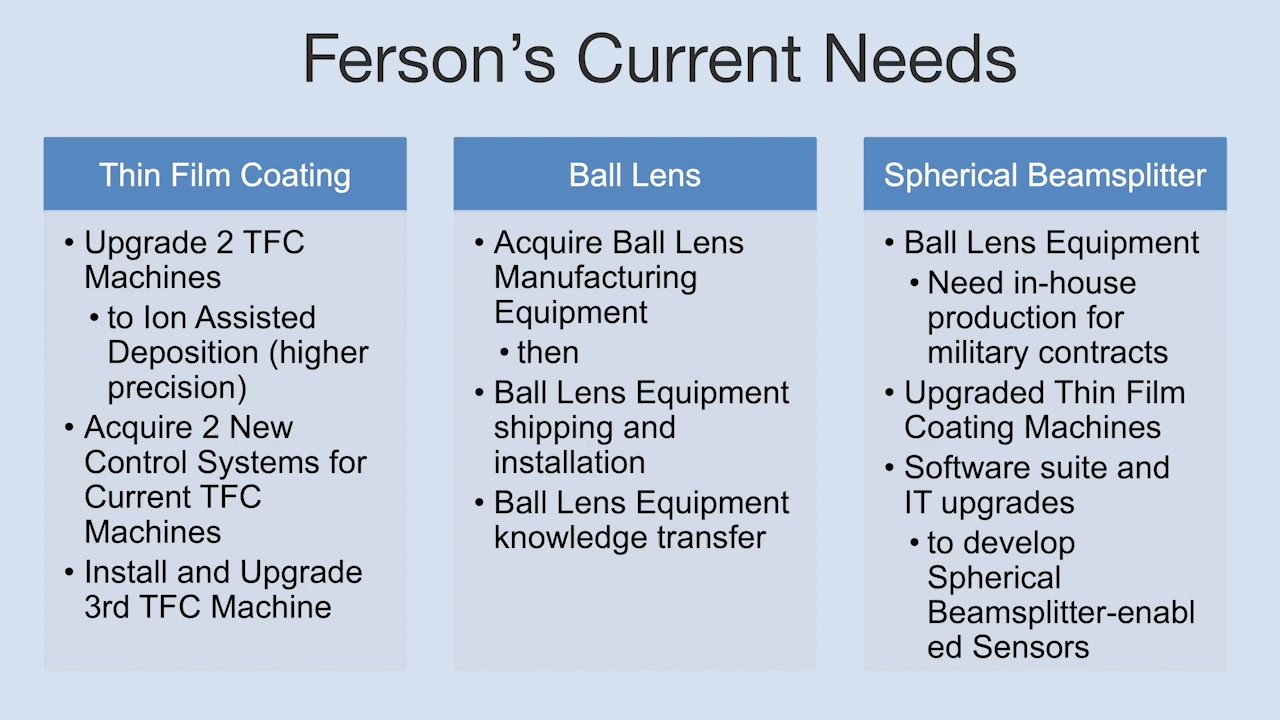 Ferson's Current Needs
Thin Film Coating
• Upgrade 2 TFC
Machines
• to Ion Assisted
Deposition (higher
precision)
• Acquire 2 New
Control Systems for
Current TFC
Machines
• Install and Upgrade
3rd TFC Machine
Ball Lens
• Acquire Ball Lens
Manufacturing
Equipment
• then
• Ball Lens Equipment
shipping and
installation
• Ball Lens Equipment
knowledge transfer
Spherical Beamsplitter
• Ball Lens Equipment
• Need in-house
production for
military contracts
• Upgraded Thin Film
Coating Machines
• Software suite and
IT upgrades
• to develop
Spherical
Beamsplitter-enabl
ed Sensors